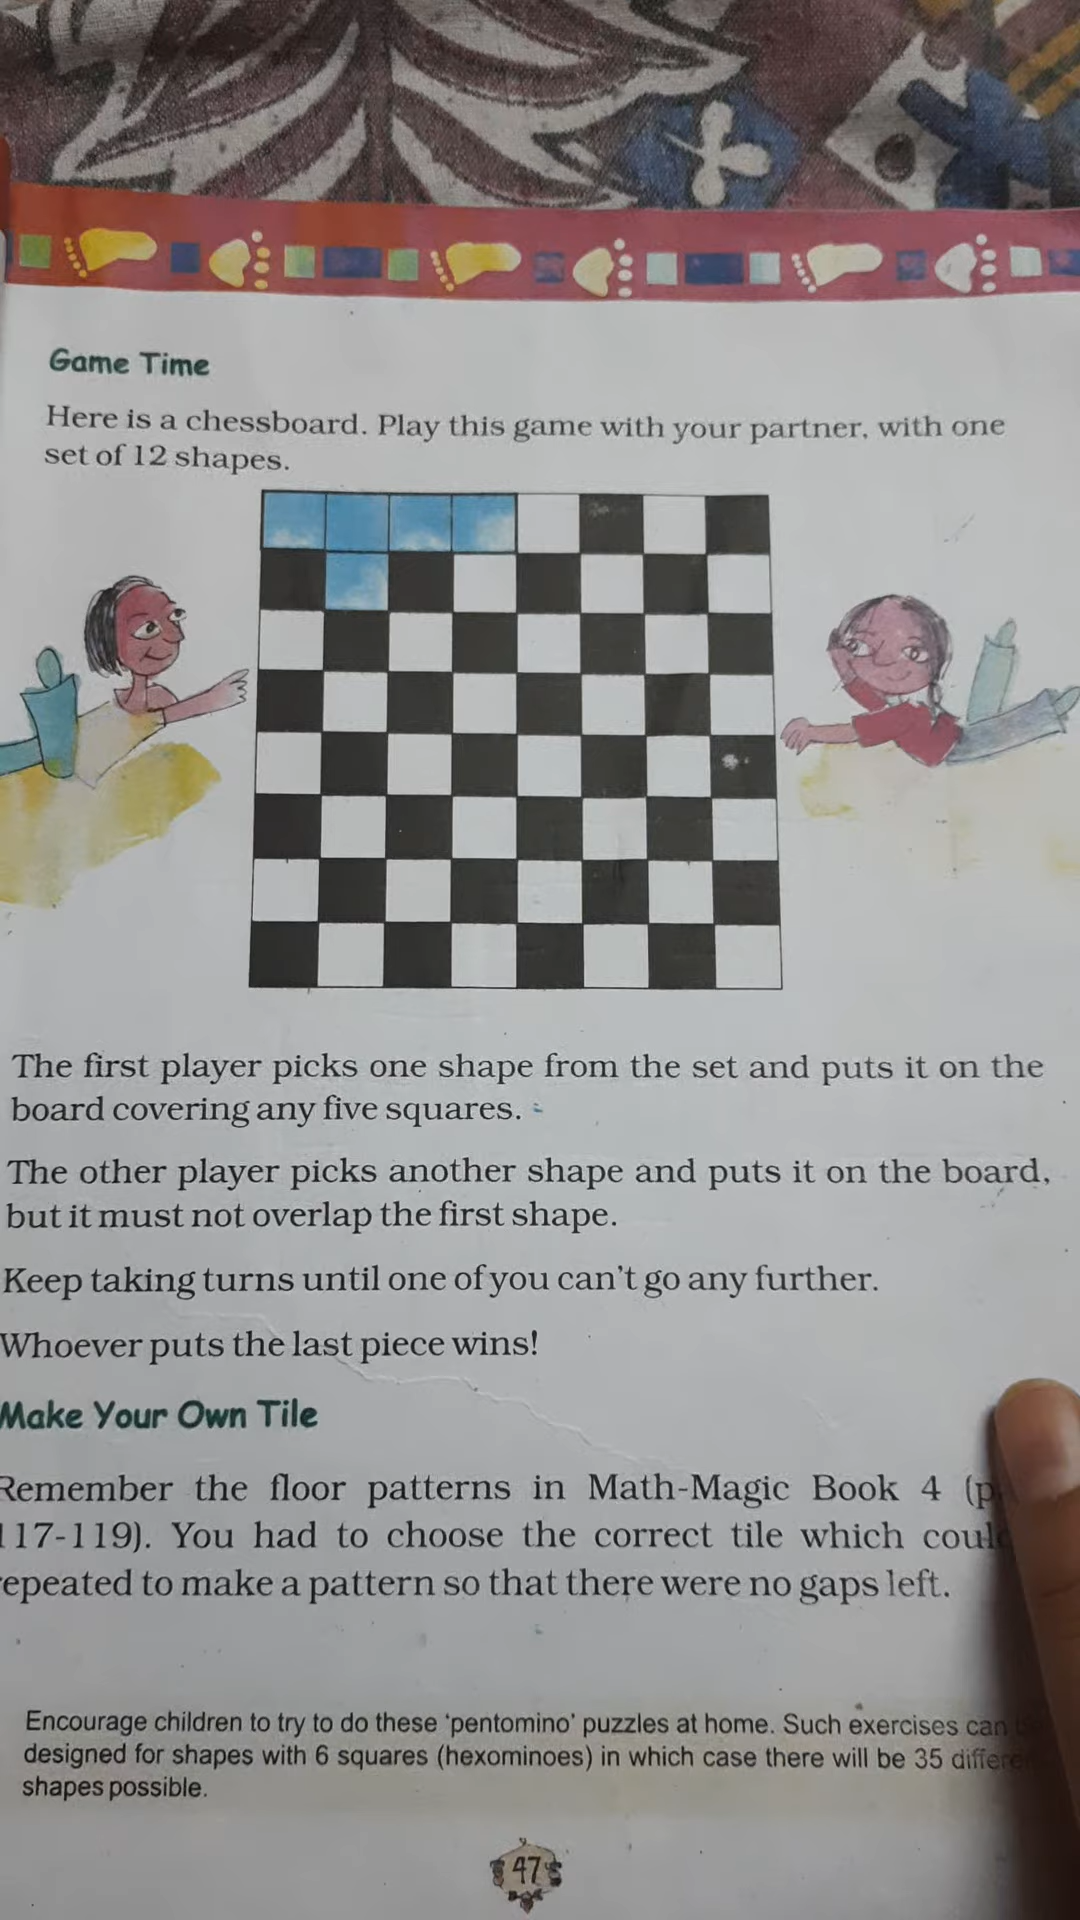 Game Time
Here is a chessboard. Play this game with your partner, with one
set of 12 shapes.
The first player picks one shape from the set and puts it on the
board covering any five squares.
The other player picks another shape and puts it on the board,
but it must not overlap the first shape.
Keep taking turns until one of you can't go any further.
Whoever puts the last piece wins!
Make Your Own Tile
Remember the floor patterns in Math-Magic Book 4 (p
117-119). You had to choose the correct tile which could
repeated to make a pattern so that there were no gaps left.
Encourage children to try to do these 'pentomino' puzzles at home. Such exercises can
designed for shapes with 6 squares (hexominoes) in which case there will be 35
shapes possible.
47